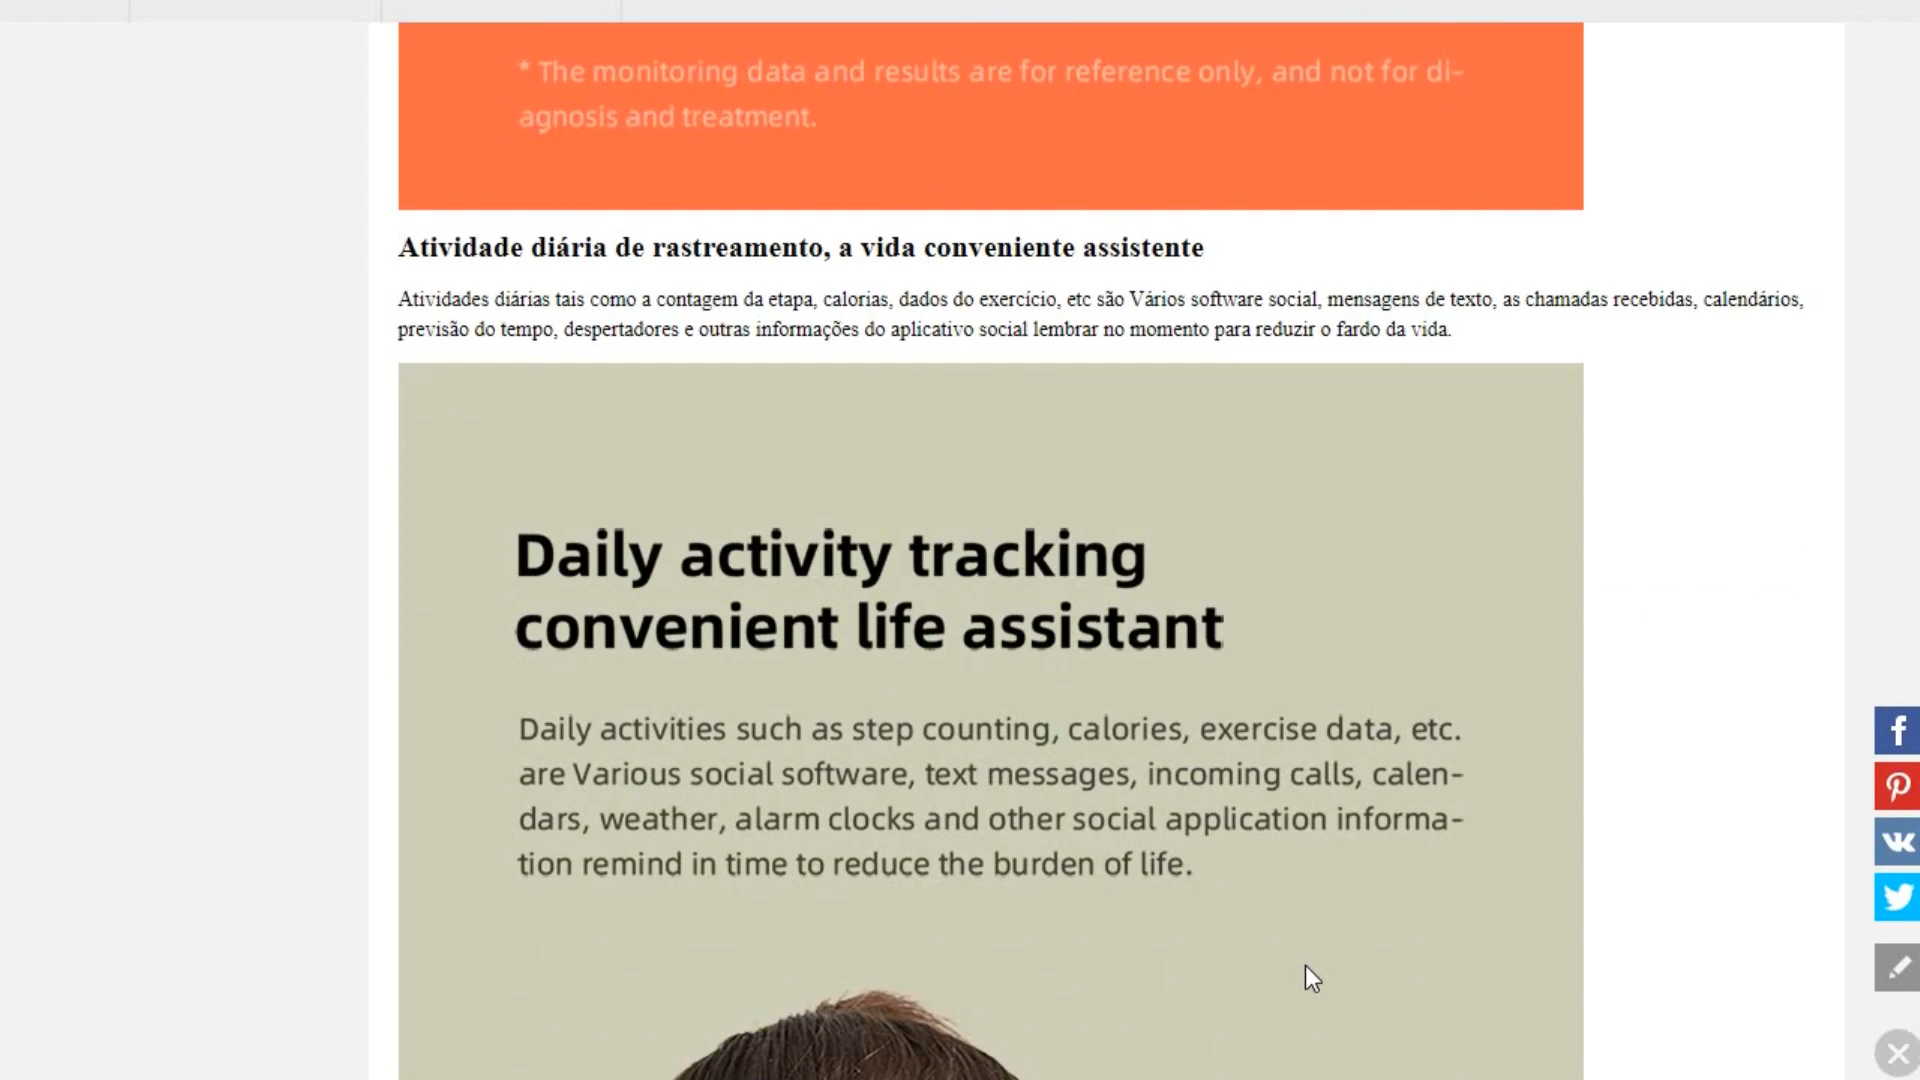 * The monitoring data and results are for reference only, and not for di-
agnosis and treatment.
Atividade diária de rastreamento, a vida conveniente assistente
Atividades diárias tais como a contagem da etapa, calorias, dados do exercício, etc são Vários software social, mensagens de texto, as chamadas recebidas, calendários,
previsão do tempo, despertadores e outras informações do aplicativo social lembrar no momento para reduzir o fardo da vida.
Daily activity tracking
convenient life assistant
Daily activities such as step counting, calories, exercise data, etc.
are Various social software, text messages, incoming calls, calen-
dars, weather, alarm clocks and other social application informa-
tion remind in time to reduce the burden of life.